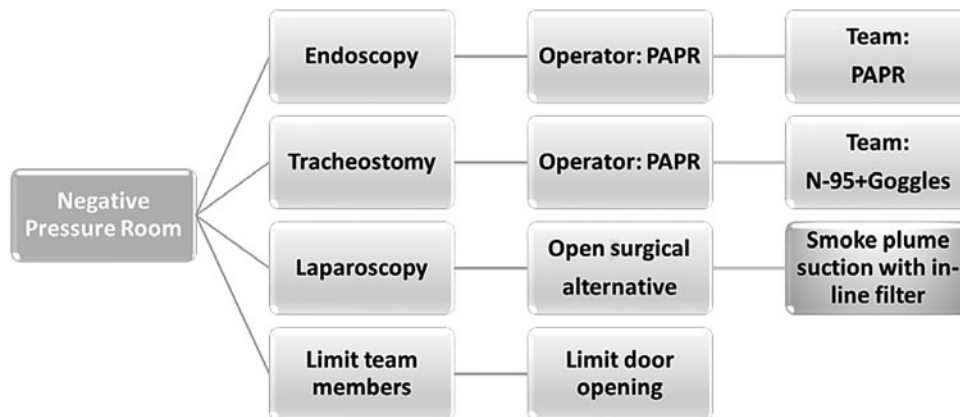 Endoscopy
Operator: PAPR
Team:
PAPR
Tracheostomy
Operator: PAPR
Team:
N-95+Goggles
Negative
Pressure Room
Laparoscopy
Open surgical
alternative
Smoke plume
suction with in-
line filter
Limit team
members
Limit door
opening